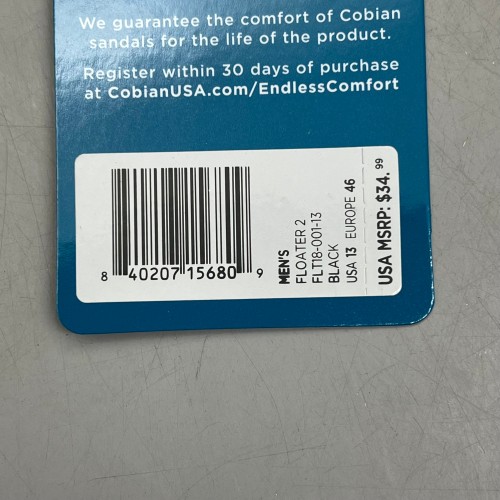 We guarantee the comfort of Cobian
sandals for the life of the product.
Register within 30 days of purchase
at CobianUSA.com/EndlessComfort
8 40207 15680 9
MEN'S
FLOATER 2
FLT18-001-13
BLACK
USA 13 EUROPE 46
USA MSRP: $34.99